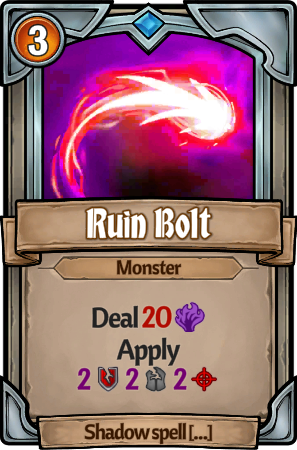 3
Ruin Bolt
Monster
Deal 20
Apply
2 2 2
Shadow spell [...]